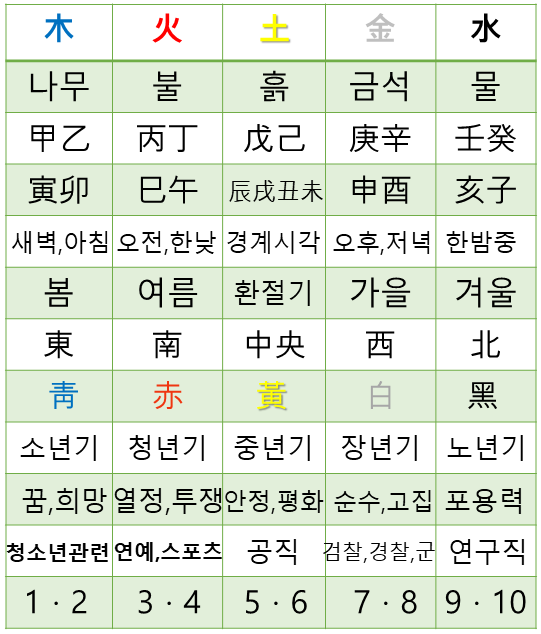 木 火 土 金 水
나무 불 흙 금석 물
甲乙 丙丁 戊己 庚辛 壬癸
寅卯 巳午 辰戌丑未 申酉 亥子
새벽,아침 오전,한낮 경계시각 오후,저녁 한밤중
봄 여름 환절기 가을 겨울
東 南 中央 西 北
靑 赤 黃 白 黑
소년기 청년기 중년기 장년기 노년기
꿈,희망 열정,투쟁 안정,평화 순수,고집 포용력
청소년관련 연예,스포츠 공직 검찰,경찰,군 연구직
1 · 2 3 · 4 5 · 6 7 · 8 9 · 10